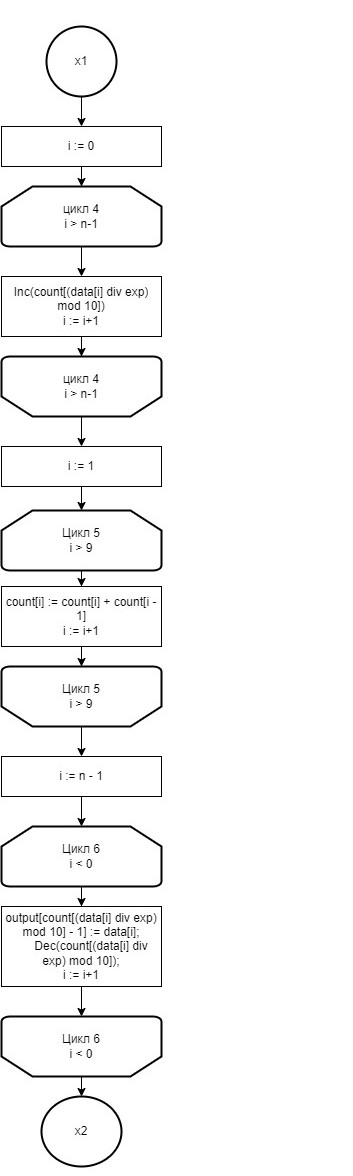 x1
i := 0
цикл 4
i > n-1
Inc(count[(data[i] div exp)
mod 10])
i := i+1
цикл 4
i > n-1
i := 1
Цикл 5
i > 9
count[i] := count[i] + count[i -
1]
i := i+1
Цикл 5
i > 9
i := n - 1
Цикл 6
i < 0
output[count[(data[i] div exp)
mod 10] - 1] := data[i];
Dec(count[(data[i] div
exp) mod 10]);
i := i+1
Цикл 6
i < 0
x2